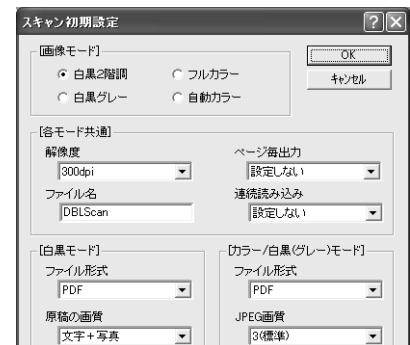 スキャン初期設定
[画像モード]
白黒2階調
フルカラー
白黒グレー
自動カラー
OK
キャンセル
[各モード共通]
解像度
ページ毎出力
300dpi
設定しない
ファイル名
連続読み込み
DBLScan
設定しない
[白黒モード]
[カラー/白黒(グレー)モード]
ファイル形式
ファイル形式
PDF
PDF
原稿の画質
JPEG画質
文字+写真
3(標準)